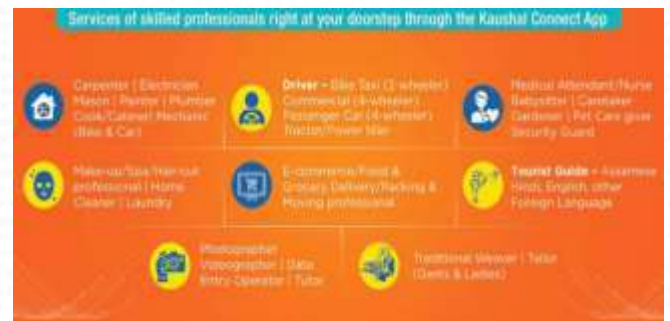 Services of skilled professionals right at your doorstep through the Kaushal Connect App
Carpenter | Electrician
Mason | Painter | Plumber
Cook/Caterer Mechanic
(Bike & Car)
Driver – Bike Taxi (2 wheeler)
Commercial (4-wheeler)
Passenger Car (4-wheeler)
Tractor/Power tiller
Medical Attendant/Nurse
Babysitter | Caretaker
Gardener | Pet Care giver
Security Guard
Make-up/Spa/Hair-cut
professional | Home
Cleaner | Laundry
E-commerce/Food &
Grocery Delivery/Packing &
Moving professional
Tourist Guide – Assamese
Hindi, English, other
Foreign Language
Photographer
Videographer | Data
Entry Operator | Tutor
Traditional Weaver | Tailor
(Gents & Ladies)